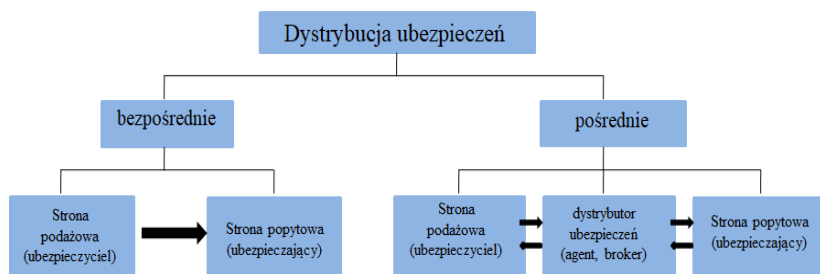 Dystrybucja ubezpieczeń
bezpośrednie
pośrednie
Strona
podażowa
(ubezpieczyciel)
Strona popytowa
(ubezpieczający)
Strona
podażowa
(ubezpieczyciel)
dystrybutor
ubezpieczeń
(agent, broker)
Strona popytowa
(ubezpieczający)